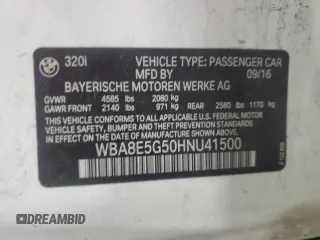 320i VEHICLE TYPE: PASSENGER CAR
MFD BY 09/16
BAYERISCHE MOTOREN WERKE AG
GVWR 4585 lbs 2080 kg
GAWR FRONT: 2140 lbs 971 kg REAR: 2580 lbs 1170 kg
THIS VEHICLE CONFORMS TO ALL APPLICABLE
U.S. FEDERAL MOTOR VEHICLE SAFETY, BUMPER AND
THEFT PREVENTION STANDARDS IN EFFECT
ON THE DATE OF MANUFACTURE SHOWN ABOVE
WBA8E5G50HNU41500
DREAMBID